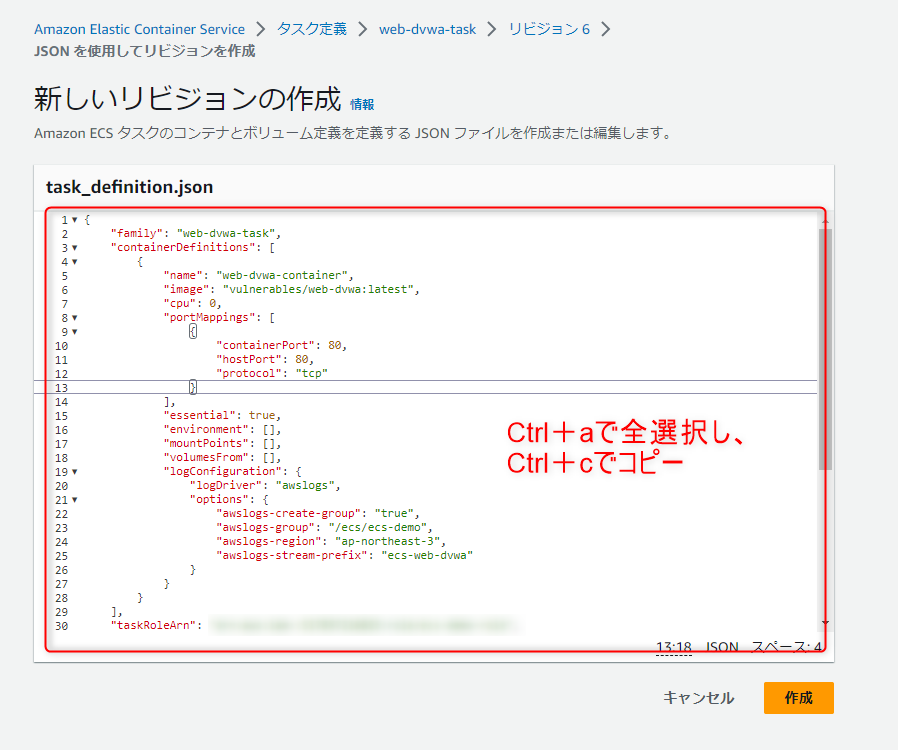 Amazon Elastic Container Service > タスク定義 > web-dvwa-task > リビジョン 6 >
JSON を使用してリビジョンを作成
新しいリビジョンの作成 情報
Amazon ECS タスクのコンテナとボリューム定義を定義する JSON ファイルを作成または編集します。
task_definition.json
1 {
2 "family": "web-dvwa-task",
3 "containerDefinitions": [
4 {
5 "name": "web-dvwa-container",
6 "image": "vulnerables/web-dvwa:latest",
7 "cpu": 0,
8 "portMappings": [
9 {
10 "containerPort": 80,
11 "hostPort": 80,
12 "protocol": "tcp"
13 }
14 ],
15 "essential": true,
16 "environment": [],
17 "mountPoints": [],
18 "volumesFrom": [],
19 "logConfiguration": {
20 "logDriver": "awslogs",
21 "options": {
22 "awslogs-create-group": "true",
23 "awslogs-group": "/ecs/ecs-demo",
24 "awslogs-region": "ap-northeast-3",
25 "awslogs-stream-prefix": "ecs-web-dvwa"
26 }
27 }
28 }
29 ],
30 "taskRoleArn":
Ctrl＋aで全選択し、
Ctrl＋cでコピー
13:18 JSON スペース: 4
キャンセル 作成